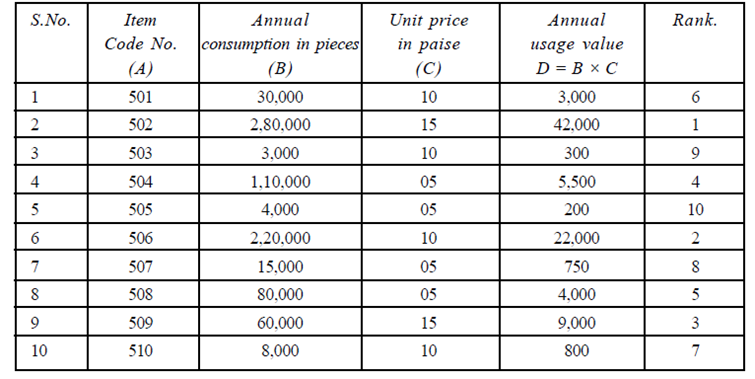 S.No. Item Annual Unit price Annual Rank.
Code No. consumption in pieces in paise usage value
(A) (B) (C) D = B × C
1 501 30,000 10 3,000 6
2 502 2,80,000 15 42,000 1
3 503 3,000 10 300 9
4 504 1,10,000 05 5,500 4
5 505 4,000 05 200 10
6 506 2,20,000 10 22,000 2
7 507 15,000 05 750 8
8 508 80,000 05 4,000 5
9 509 60,000 15 9,000 3
10 510 8,000 10 800 7